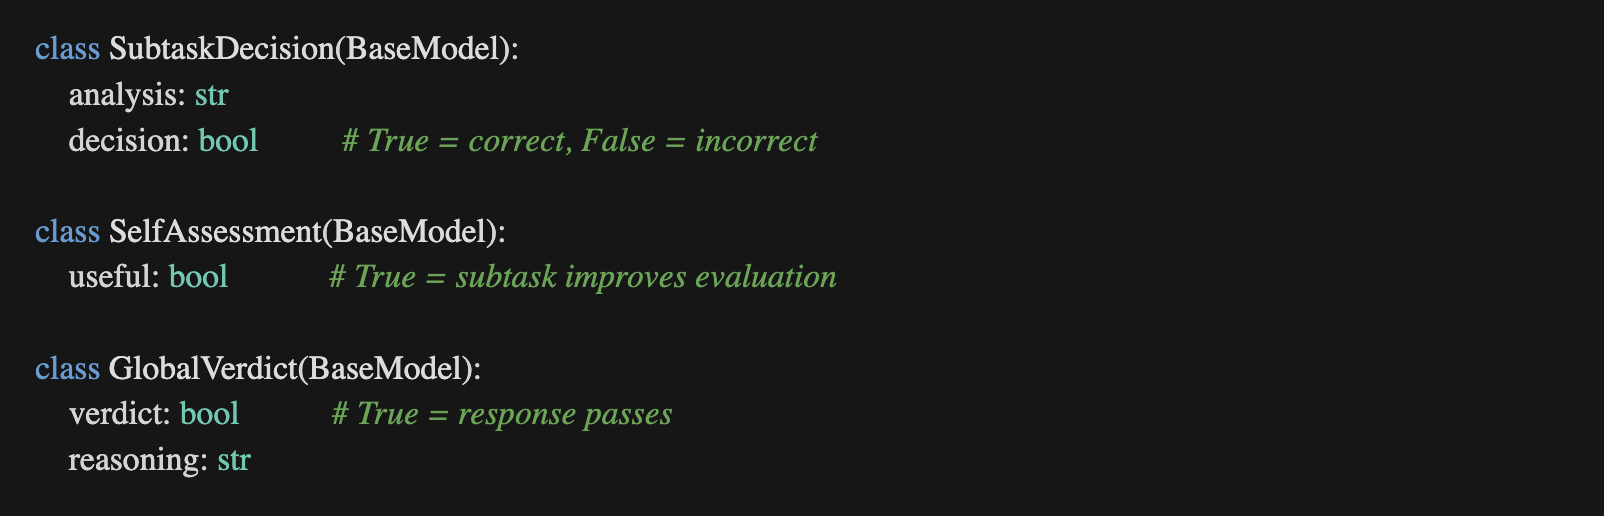 class SubtaskDecision(BaseModel):
    analysis: str
    decision: bool          # True = correct, False = incorrect

class SelfAssessment(BaseModel):
    useful: bool            # True = subtask improves evaluation

class GlobalVerdict(BaseModel):
    verdict: bool           # True = response passes
    reasoning: str